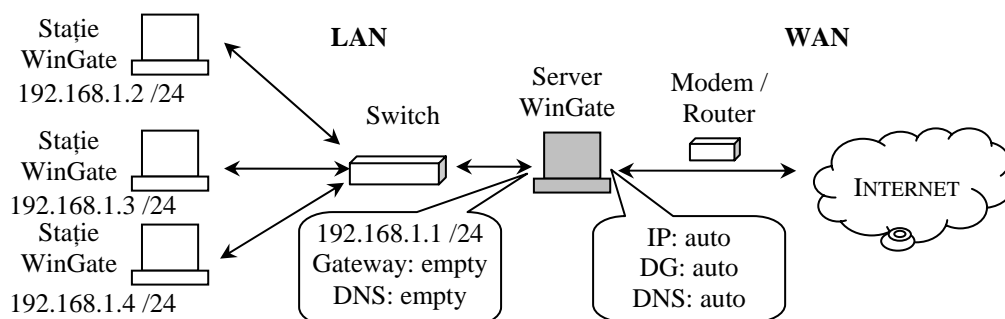 LAN
WAN
Stație
WinGate
192.168.1.2 /24
Stație
WinGate
192.168.1.3 /24
Stație
WinGate
192.168.1.4 /24
Switch
Server
WinGate
Modem /
Router
INTERNET
192.168.1.1 /24
Gateway: empty
DNS: empty
IP: auto
DG: auto
DNS: auto